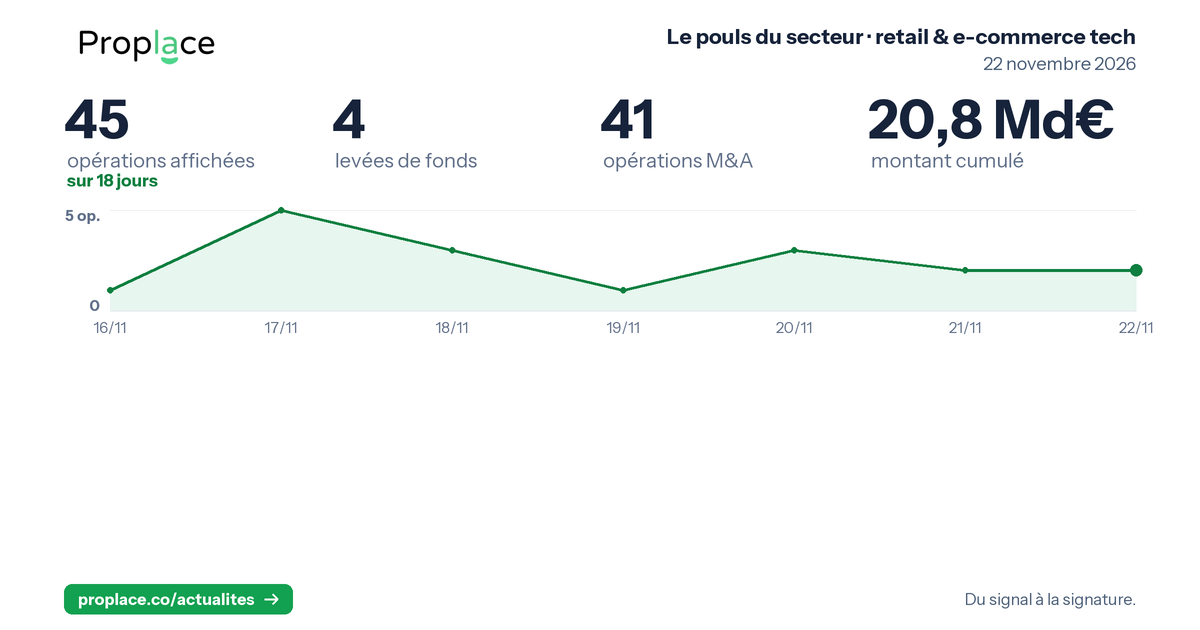 Proplace
Le pouls du secteur · retail & e-commerce tech
22 novembre 2026
45
opérations affichées
sur 18 jours
4
levées de fonds
41
opérations M&A
20,8 Md€
montant cumulé
5 op.
0
16/11
17/11
18/11
19/11
20/11
21/11
22/11
proplace.co/actualites →
Du signal à la signature.